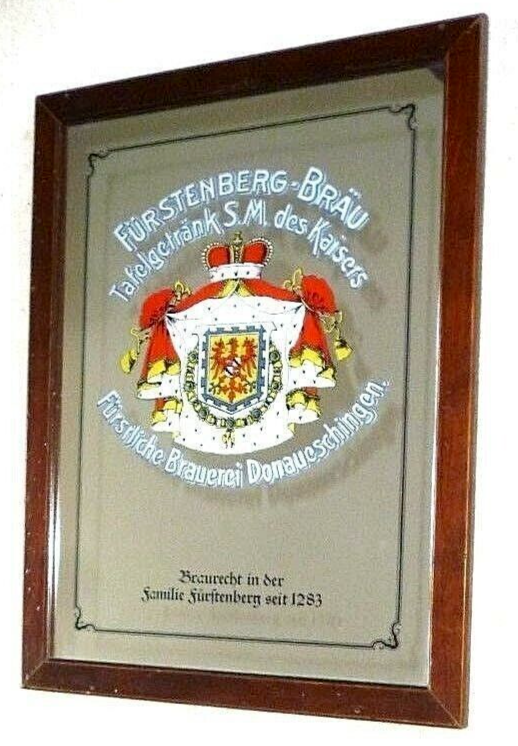 FÜRSTENBERG-BRÄU
Tafelgetränk S.M. des Kaisers
Fürstliche Brauerei Donaueschingen.
Braurecht in der
Familie Fürstenberg seit 1283